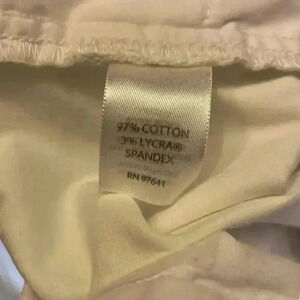 97% COTTON
3% LYCRA®
SPANDEX
RN 97641